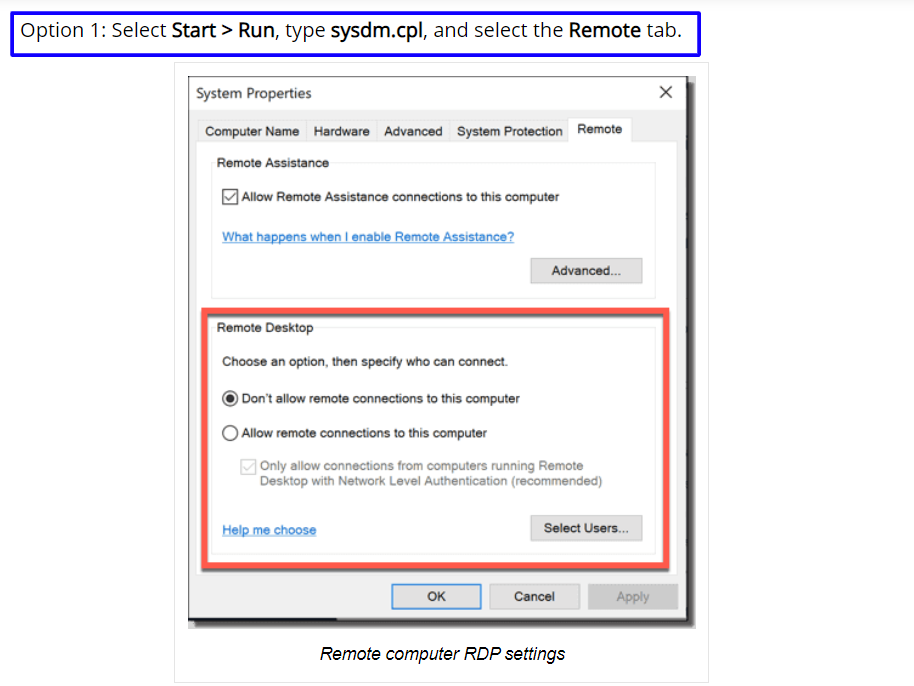 Option 1: Select Start > Run, type sysdm.cpl, and select the Remote tab.
System Properties
Computer Name Hardware Advanced System Protection Remote
Remote Assistance
Allow Remote Assistance connections to this computer
What happens when I enable Remote Assistance?
Advanced...
Remote Desktop
Choose an option, then specify who can connect.
Don't allow remote connections to this computer
Allow remote connections to this computer
Only allow connections from computers running Remote
Desktop with Network Level Authentication (recommended)
Help me choose
Select Users...
OK Cancel Apply
Remote computer RDP settings